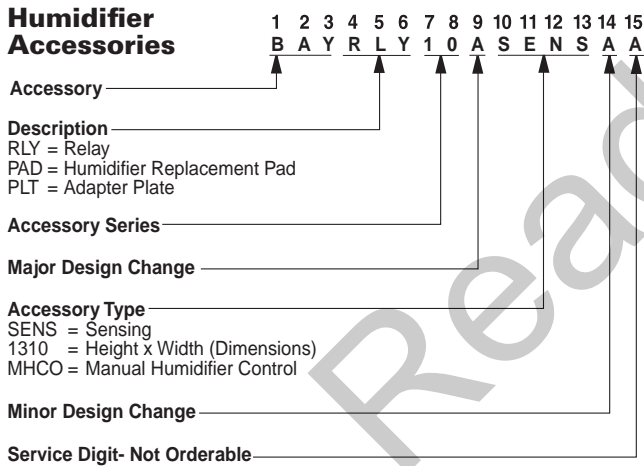 Humidifier
Accessories
1 2 3 4 5 6 7 8 9 10 11 12 13 14 15
B A Y R L Y 1 0 A S E N S A A
Accessory
Description
RLY = Relay
PAD = Humidifier Replacement Pad
PLT = Adapter Plate
Accessory Series
Major Design Change
Accessory Type
SENS = Sensing
1310 = Height x Width (Dimensions)
MHCO = Manual Humidifier Control
Minor Design Change
Service Digit- Not Orderable
Read